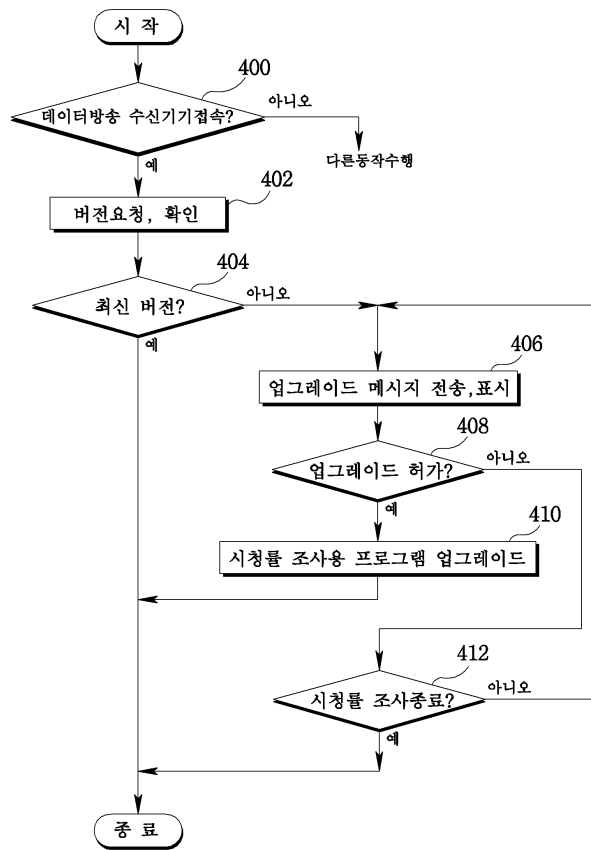 시 작
400
데이터방송 수신기기접속?
아니오
다른동작수행
예
402
버전요청, 확인
404
최신 버전?
아니오
예
406
업그레이드 메시지 전송,표시
408
업그레이드 허가?
아니오
예
410
시청률 조사용 프로그램 업그레이드
412
시청률 조사종료?
아니오
예
종 료